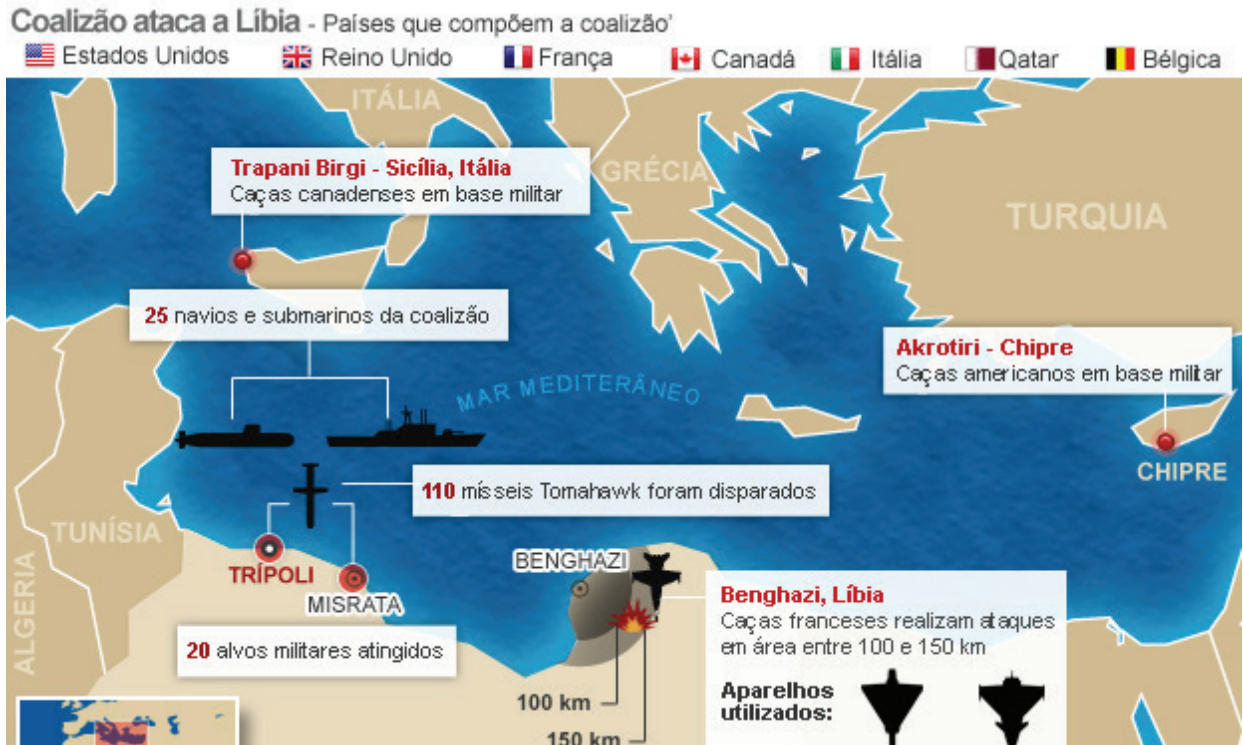 Coalizão ataca a Líbia - Países que compõem a coalizão'
Estados Unidos Reino Unido França Canadá Itália Qatar Bélgica
ITÁLIA
Trapani Birgi - Sicília, Itália
Caças canadenses em base militar
GRÉCIA
TURQUIA
25 navios e submarinos da coalizão
Akrotiri - Chipre
Caças americanos em base militar
MAR MEDITERÂNEO
CHIPRE
110 mísseis Tomahawk foram disparados
TUNÍSIA
ALGERIA
TRÍPOLI
MISRATA
BENGHAZI
20 alvos militares atingidos
Benghazi, Líbia
Caças franceses realizam ataques
em área entre 100 e 150 km
Aparelhos
utilizados:
100 km
150 km